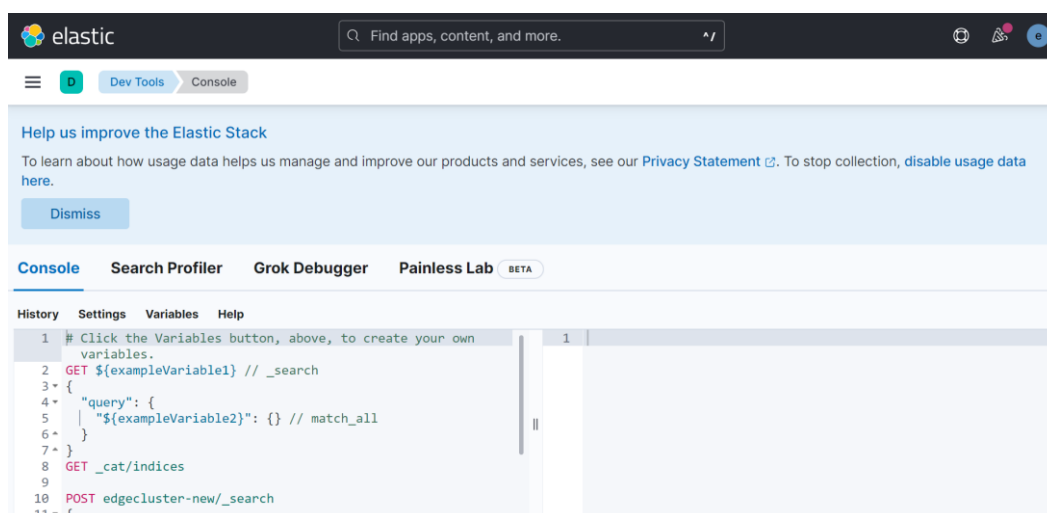 elastic
Find apps, content, and more. ^/
e
D Dev Tools Console
Help us improve the Elastic Stack
To learn about how usage data helps us manage and improve our products and services, see our Privacy Statement. To stop collection, disable usage data
here.
Dismiss
Console Search Profiler Grok Debugger Painless Lab BETA
History Settings Variables Help
1 # Click the Variables button, above, to create your own
variables.
2 GET ${exampleVariable1} // _search
3 {
4 "query": {
5 "${exampleVariable2}": {} // match_all
6 }
7 }
8 GET _cat/indices
9
10 POST edgecluster-new/_search
11 {
1